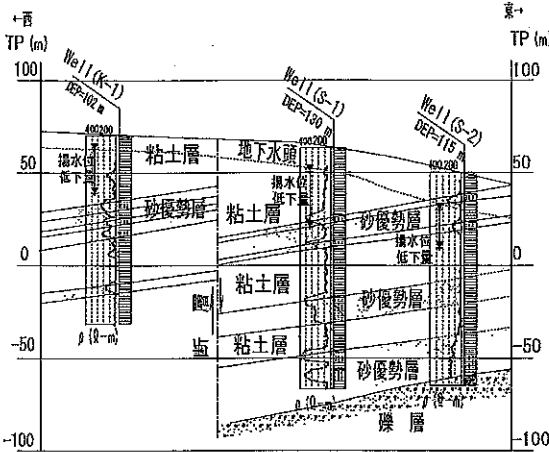 ←西
東→
TP (m)
TP (m)
Well(K-1)
DEP=102m
Well(S-1)
DEP=130m
Well(S-2)
DEP=115m
100
100
400200
400200
400200
粘土層
地下水頭
揚水位
低下量
揚水位
低下量
揚水位
低下量
50
50
砂優勢層
粘土層
砂優勢層
0
0
粘土層
砂優勢層
粘土層
砂優勢層
-50
-50
ρ (Ω-m)
ρ (Ω-m)
ρ (Ω-m)
礫層
-100
-100